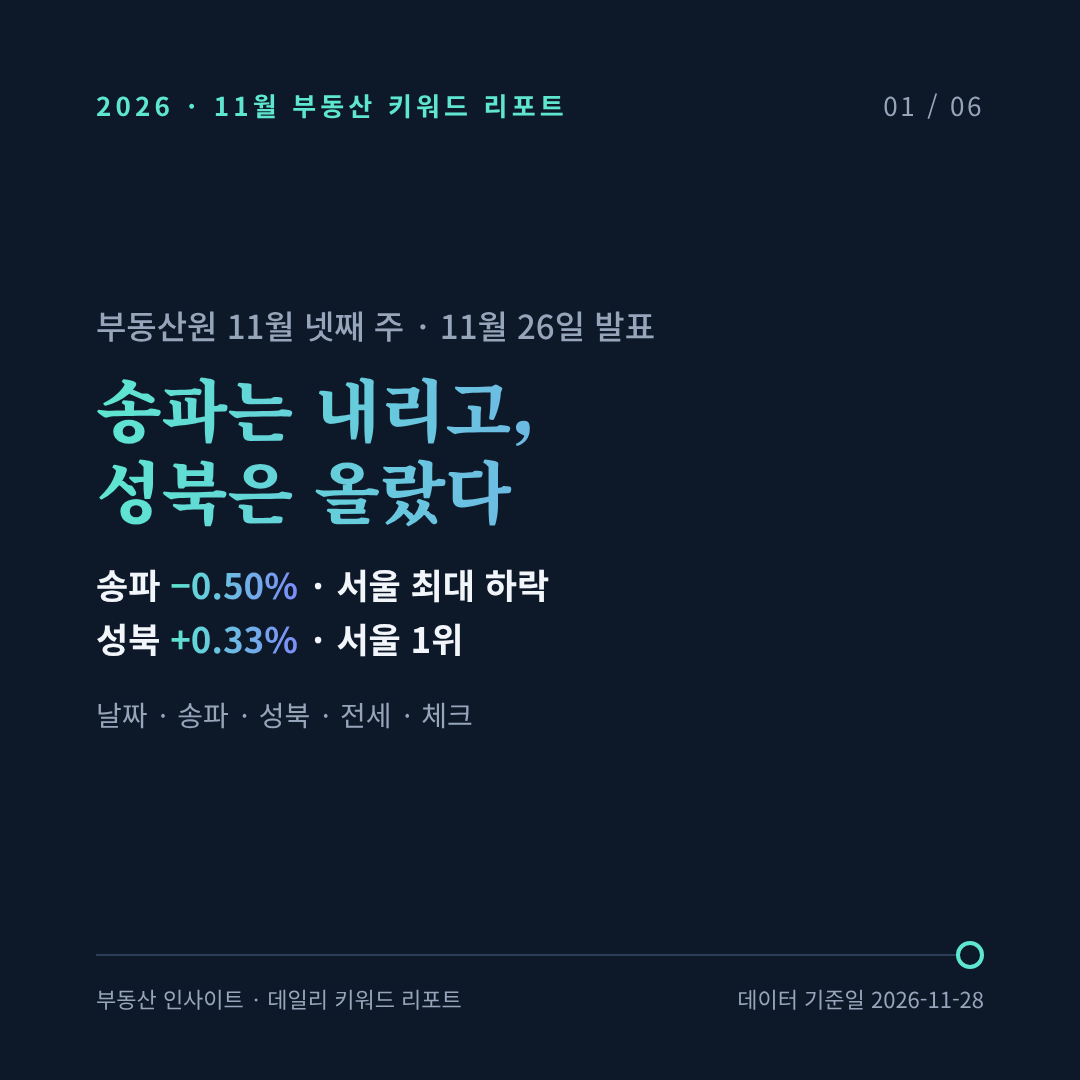 2026 · 11월 부동산 키워드 리포트
01 / 06
부동산원 11월 넷째 주 · 11월 26일 발표
송파는 내리고,
성북은 올랐다
송파 −0.50% · 서울 최대 하락
성북 +0.33% · 서울 1위
날짜 · 송파 · 성북 · 전세 · 체크
부동산 인사이트 · 데일리 키워드 리포트
데이터 기준일 2026-11-28